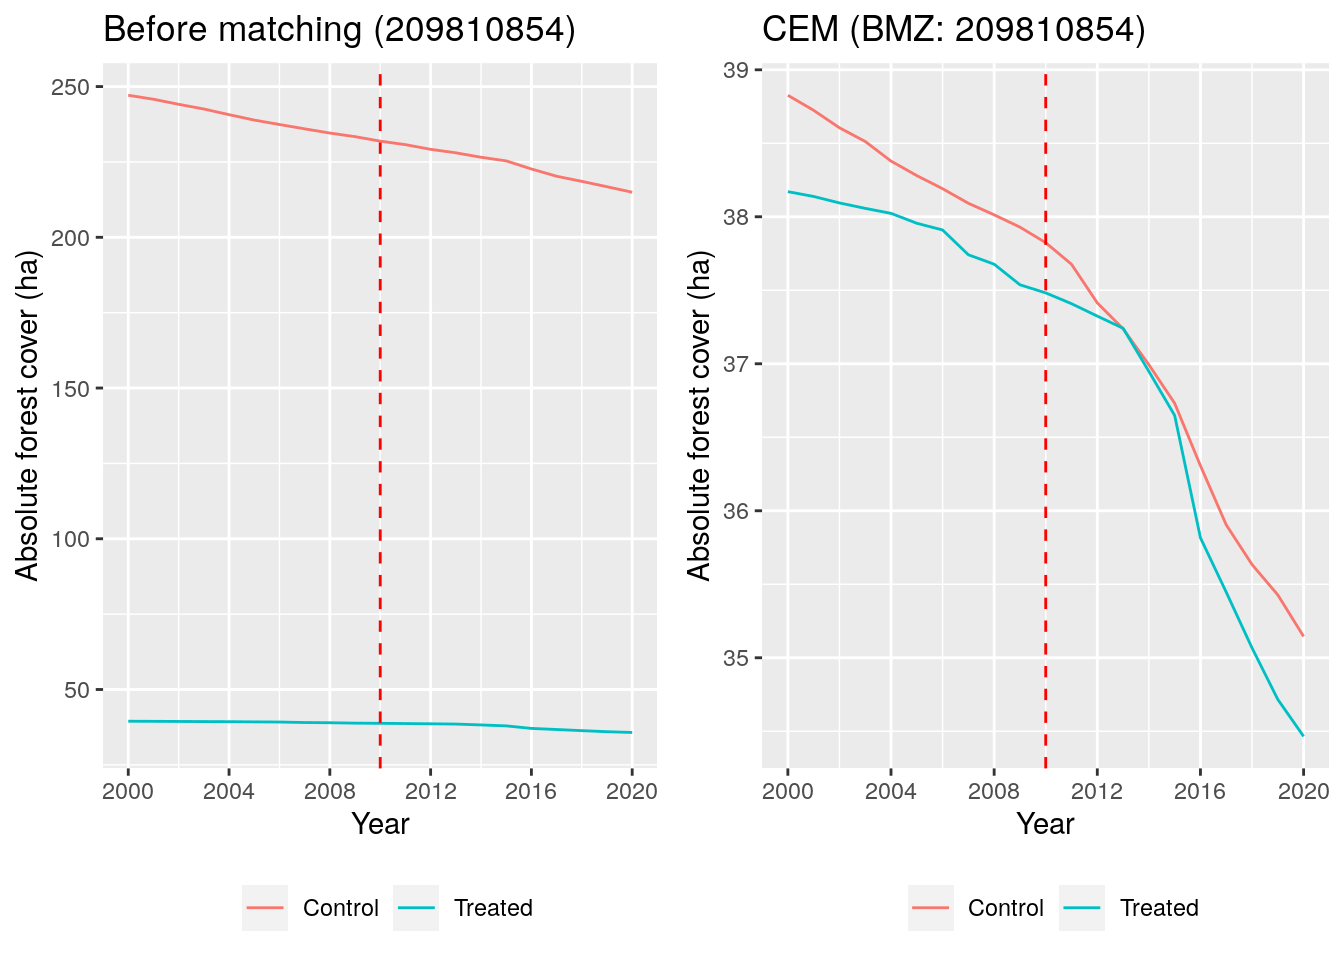 Before matching (209810854)
Absolute forest cover (ha)
250
200
150
100
50
2000 2004 2008 2012 2016 2020
Year
Control Treated
CEM (BMZ: 209810854)
Absolute forest cover (ha)
39
38
37
36
35
2000 2004 2008 2012 2016 2020
Year
Control Treated